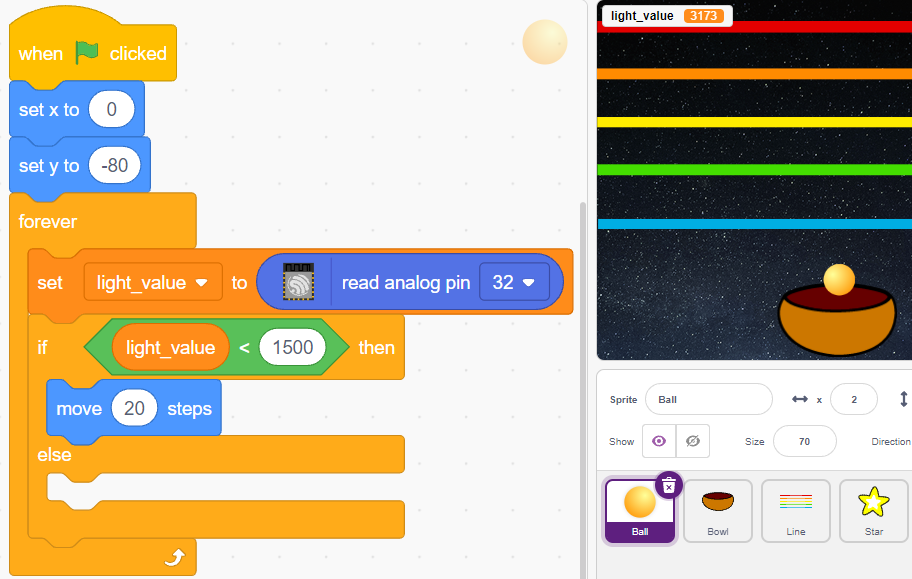 when clicked
set x to 0
set y to -80
forever
set light_value to read analog pin 32
if light_value < 1500 then
move 20 steps
else
light_value 3173
Sprite Ball x 2
Show Size 70 Direction
Ball Bowl Line Star